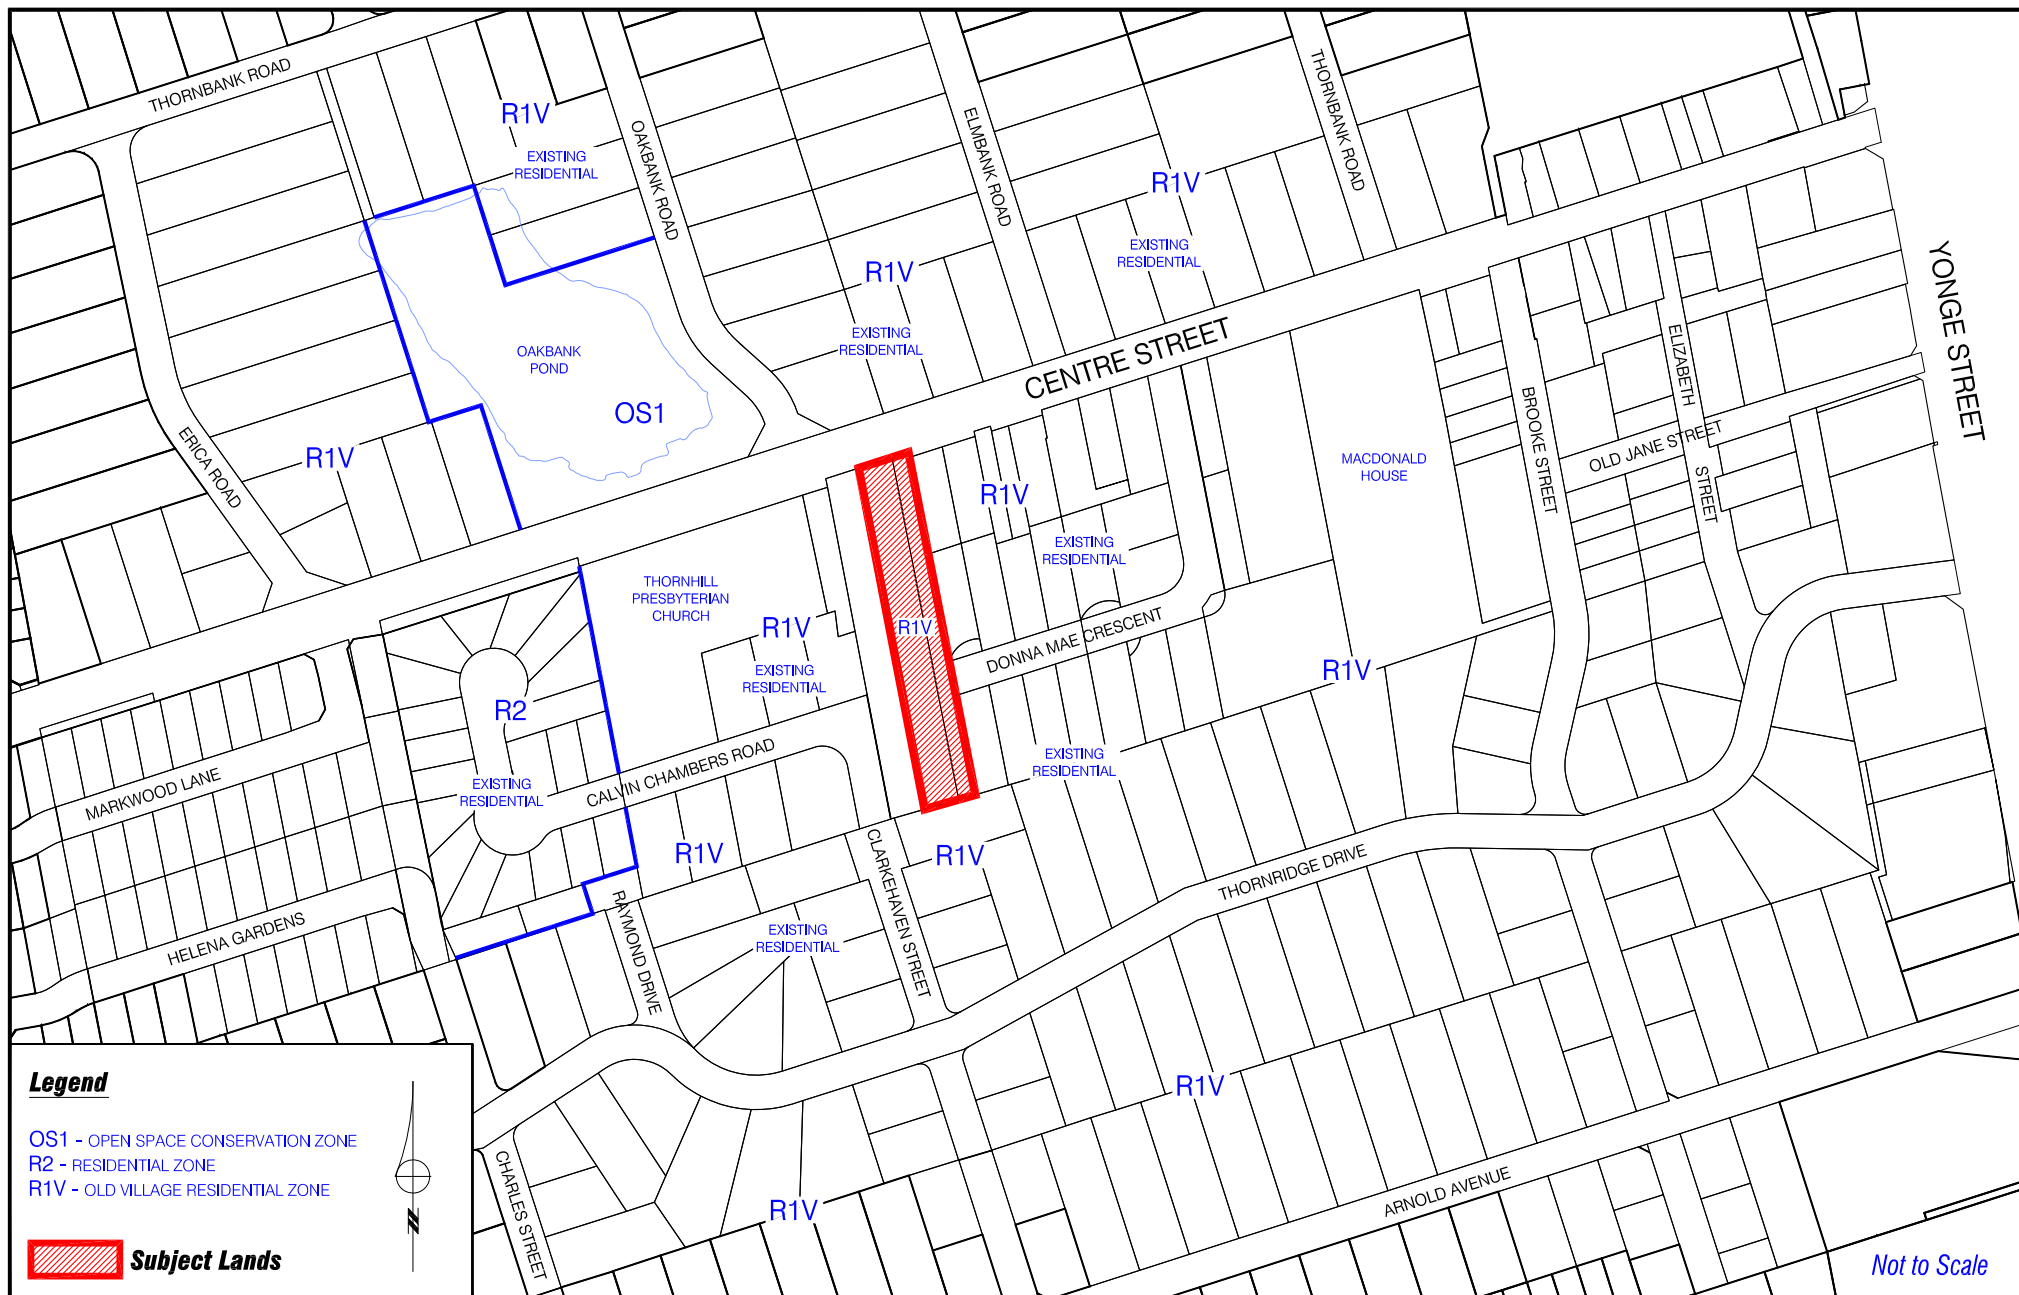 THORNBANK ROAD
R1V
EXISTING
RESIDENTIAL
OAKBANK ROAD
ELMBANK ROAD
THORNBANK ROAD
R1V
EXISTING
RESIDENTIAL
R1V
EXISTING
RESIDENTIAL
YONGE STREET
OAKBANK
POND
OS1
CENTRE STREET
ERICA ROAD
R1V
BROOKE STREET
ELIZABETH
STREET
OLD JANE STREET
MACDONALD
HOUSE
R1V
EXISTING
RESIDENTIAL
THORNHILL
PRESBYTERIAN
CHURCH
R1V
EXISTING
RESIDENTIAL
R1V
DONNA MAE CRESCENT
R1V
R2
EXISTING
RESIDENTIAL
MARKWOOD LANE
CALVIN CHAMBERS ROAD
EXISTING
RESIDENTIAL
R1V
R1V
CLARKEHAVEN STREET
THORNRIDGE DRIVE
HELENA GARDENS
RAYMOND DRIVE
EXISTING
RESIDENTIAL
R1V
CHARLES STREET
R1V
ARNOLD AVENUE
Legend
OS1 - OPEN SPACE CONSERVATION ZONE
R2 - RESIDENTIAL ZONE
R1V - OLD VILLAGE RESIDENTIAL ZONE
N
Subject Lands
Not to Scale